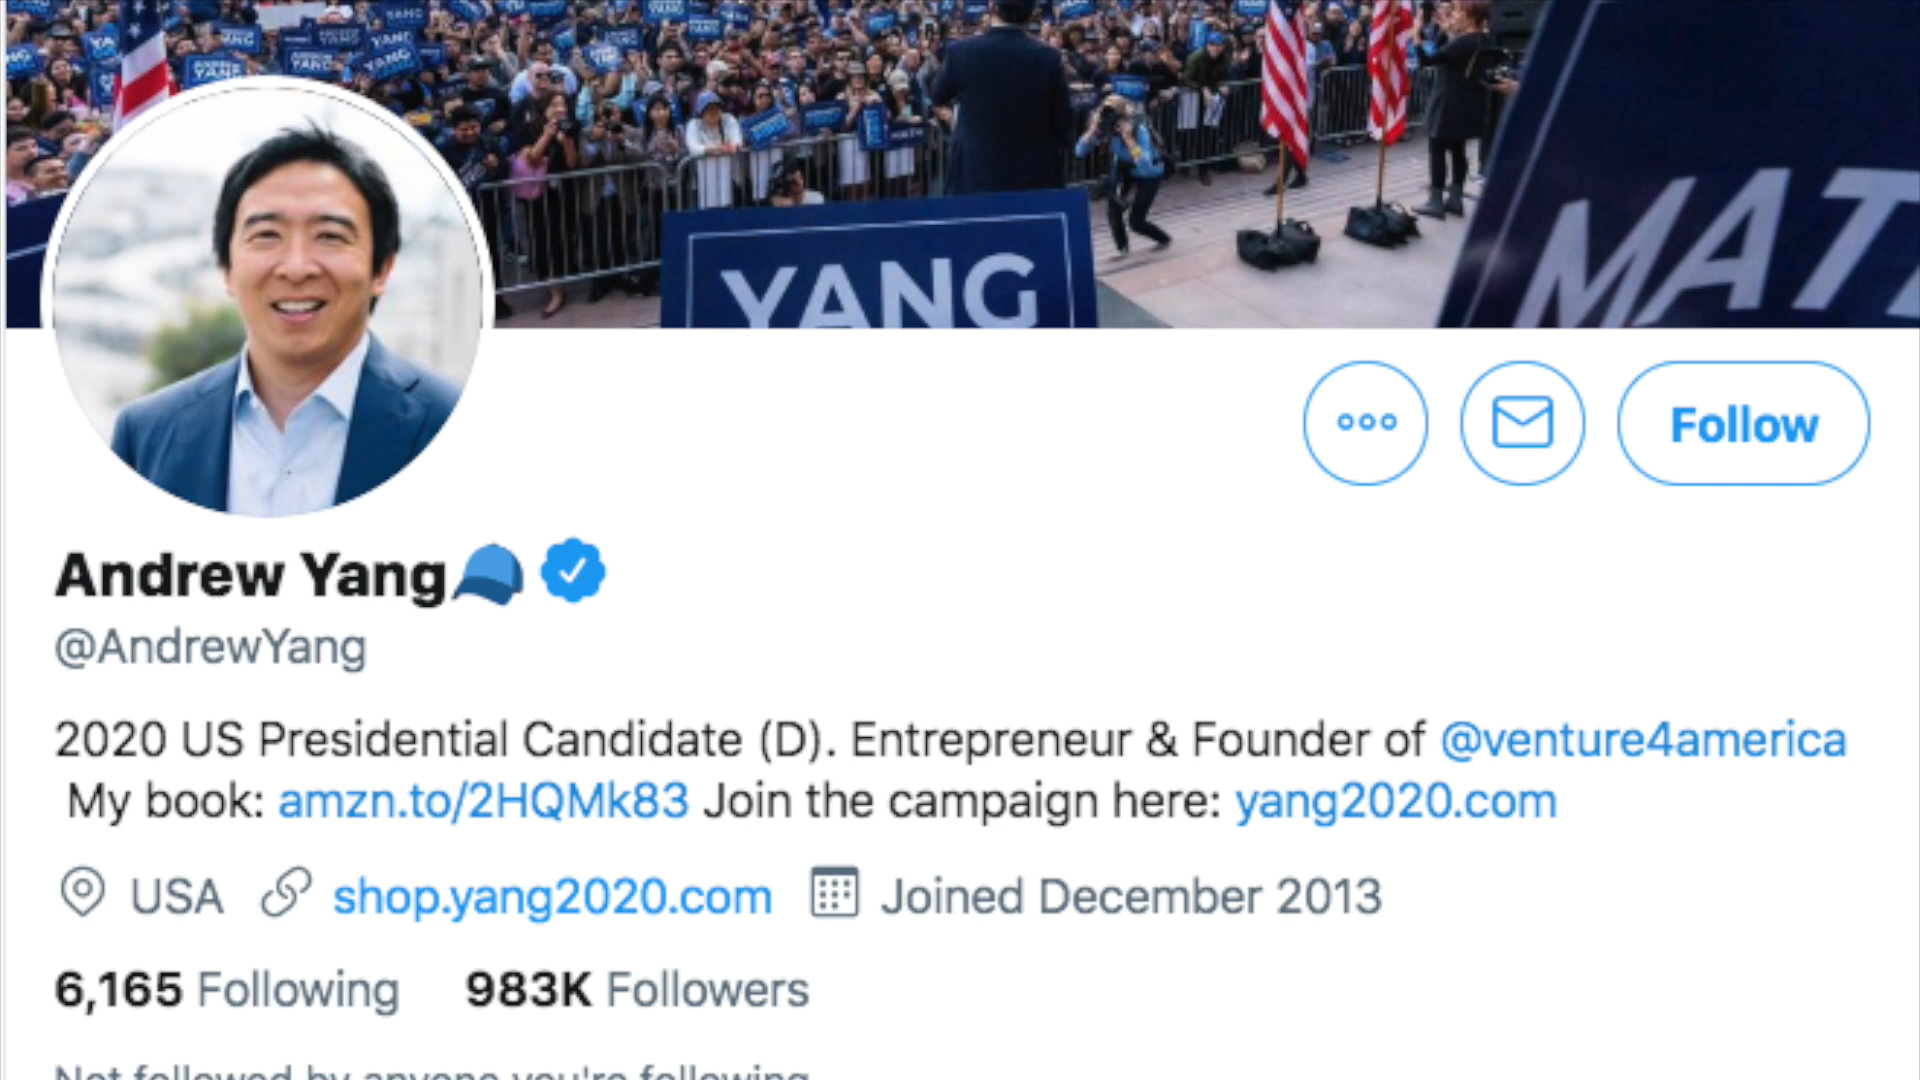 YANG
MAT
Andrew Yang
@AndrewYang
2020 US Presidential Candidate (D). Entrepreneur & Founder of @venture4america
My book: amzn.to/2HQMk83 Join the campaign here: yang2020.com
USA shop.yang2020.com Joined December 2013
6,165 Following 983K Followers
Not followed by anyone you're following
Follow